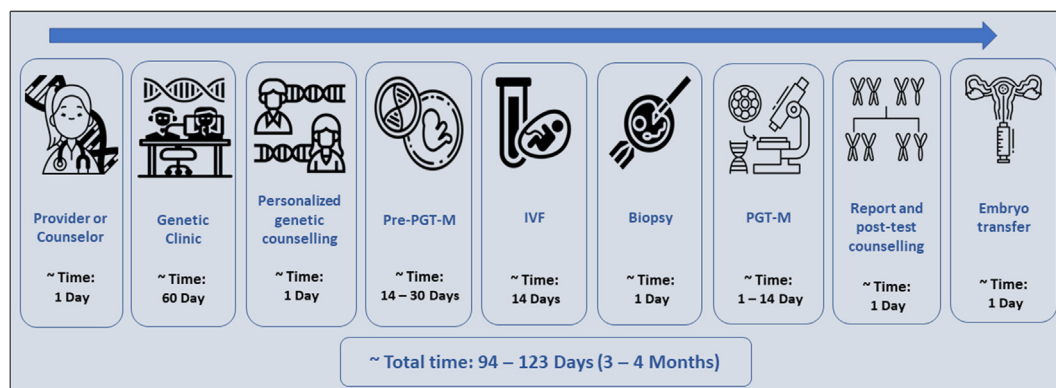 Provider or
Counselor
~ Time:
1 Day
Genetic
Clinic
~ Time:
60 Day
Personalized
genetic
counselling
~ Time:
1 Day
Pre-PGT-M
~ Time:
14 – 30 Days
IVF
~ Time:
14 Days
Biopsy
~ Time:
1 Day
PGT-M
~ Time:
1 – 14 Day
Report and
post-test
counselling
~ Time:
1 Day
Embryo
transfer
~ Time:
1 Day
~ Total time: 94 – 123 Days (3 – 4 Months)